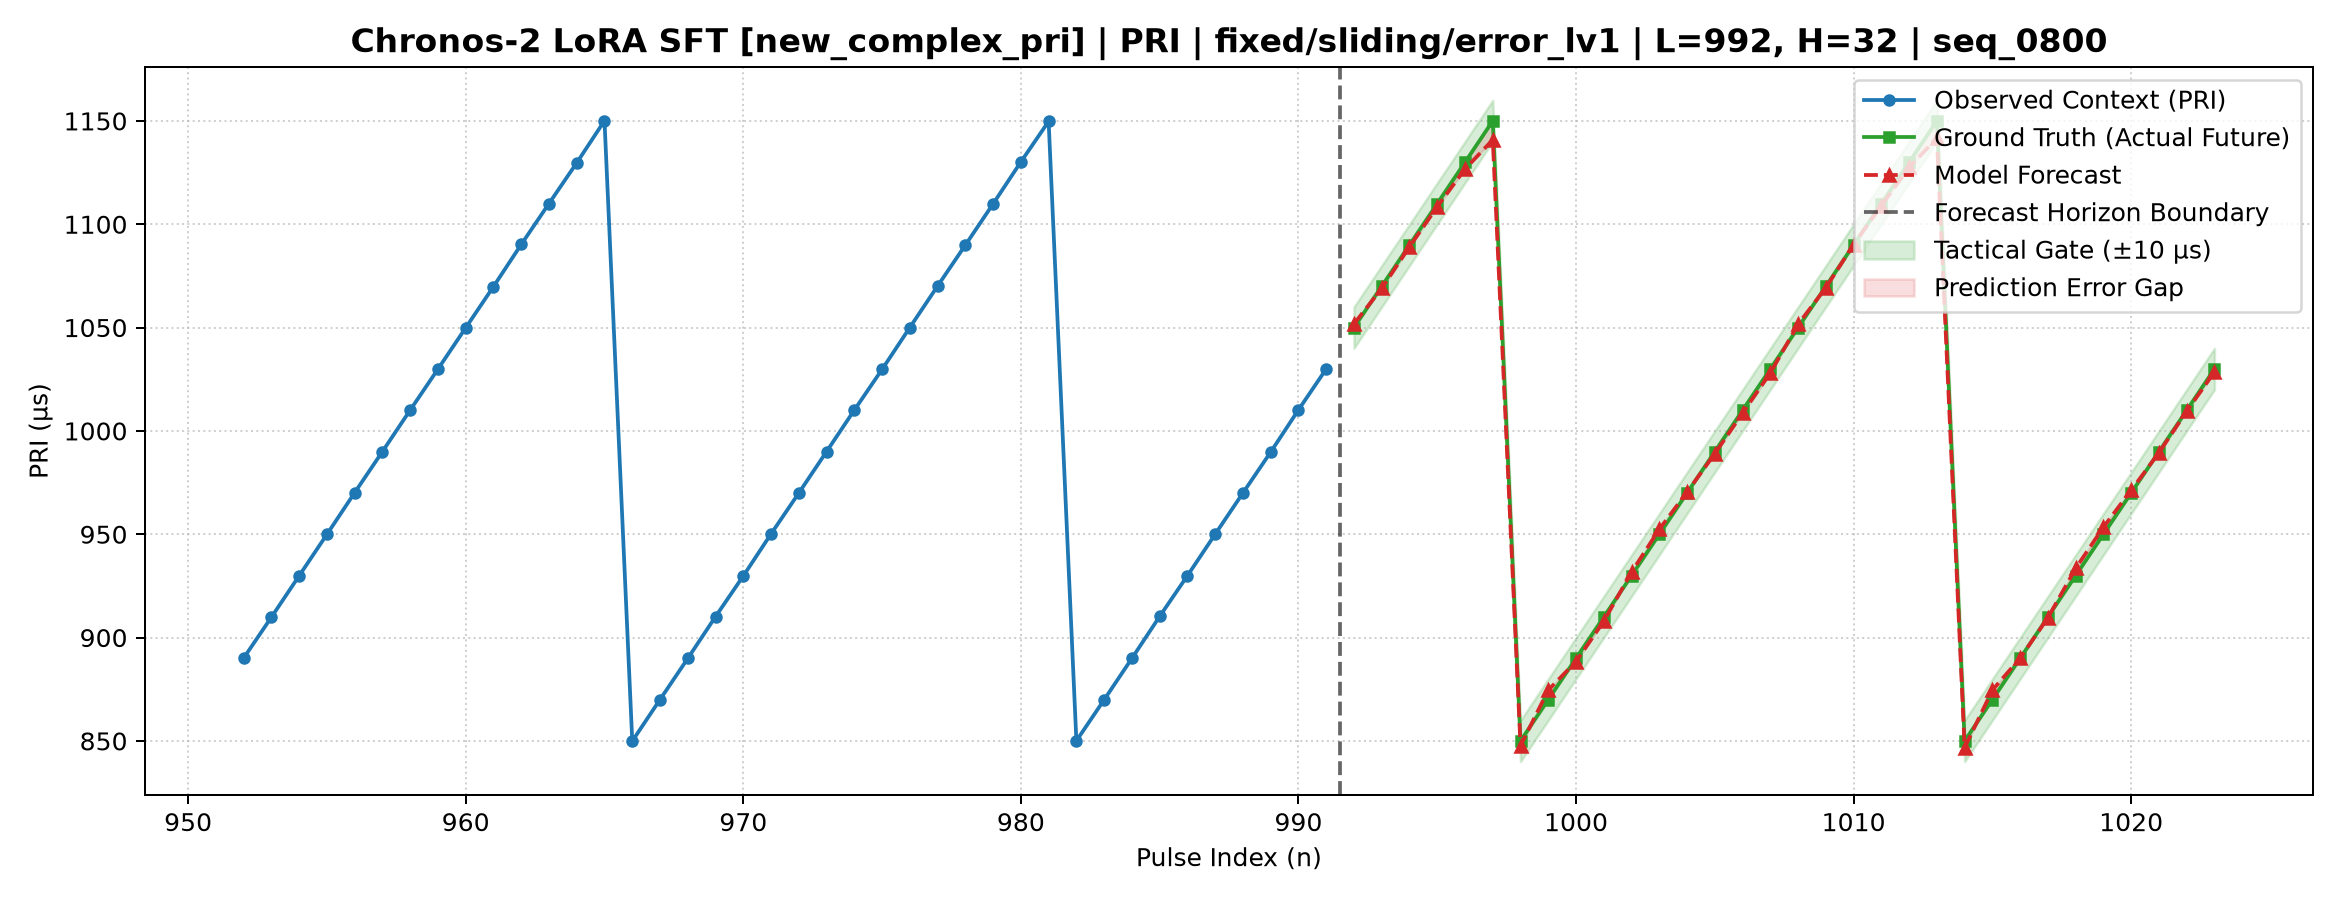 Chronos-2 LoRA SFT [new_complex_pri] | PRI | fixed/sliding/error_lv1 | L=992, H=32 | seq_0800
Observed Context (PRI)
Ground Truth (Actual Future)
Model Forecast
Forecast Horizon Boundary
Tactical Gate (±10 µs)
Prediction Error Gap
PRI (µs)
1150
1100
1050
1000
950
900
850
950 960 970 980 990 1000 1010 1020
Pulse Index (n)